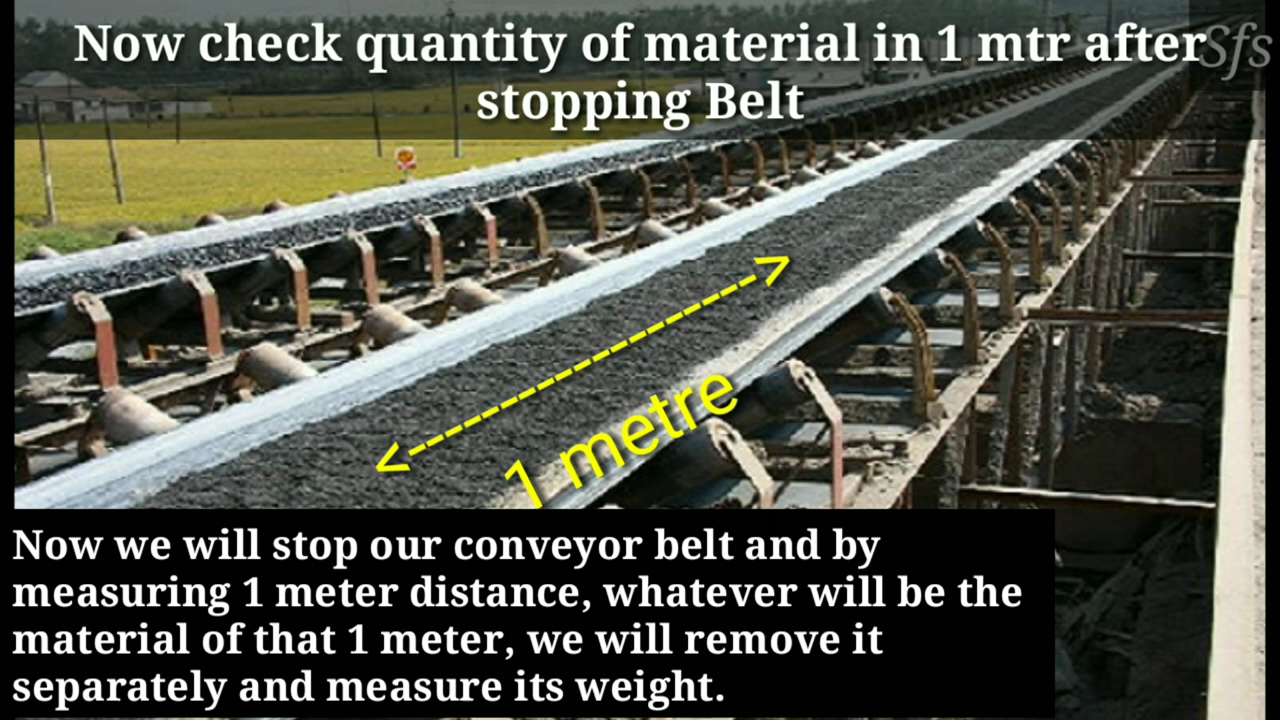 Now check quantity of material in 1 mtr after
stopping Belt
Sfs
1 metre
Now we will stop our conveyor belt and by
measuring 1 meter distance, whatever will be the
material of that 1 meter, we will remove it
separately and measure its weight.